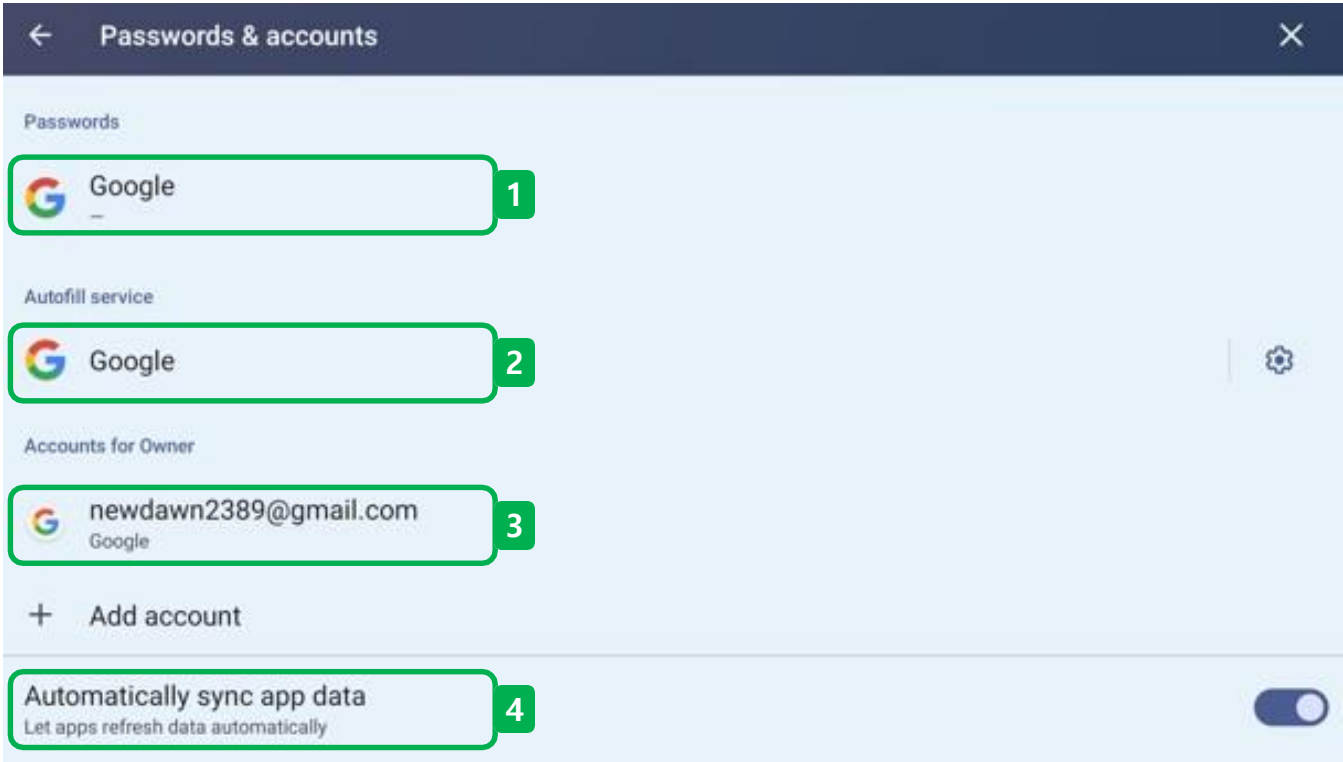 Passwords & accounts
Passwords
Google
–
1
Autofill service
Google
2
Accounts for Owner
newdawn2389@gmail.com
Google
3
+ Add account
Automatically sync app data
Let apps refresh data automatically
4